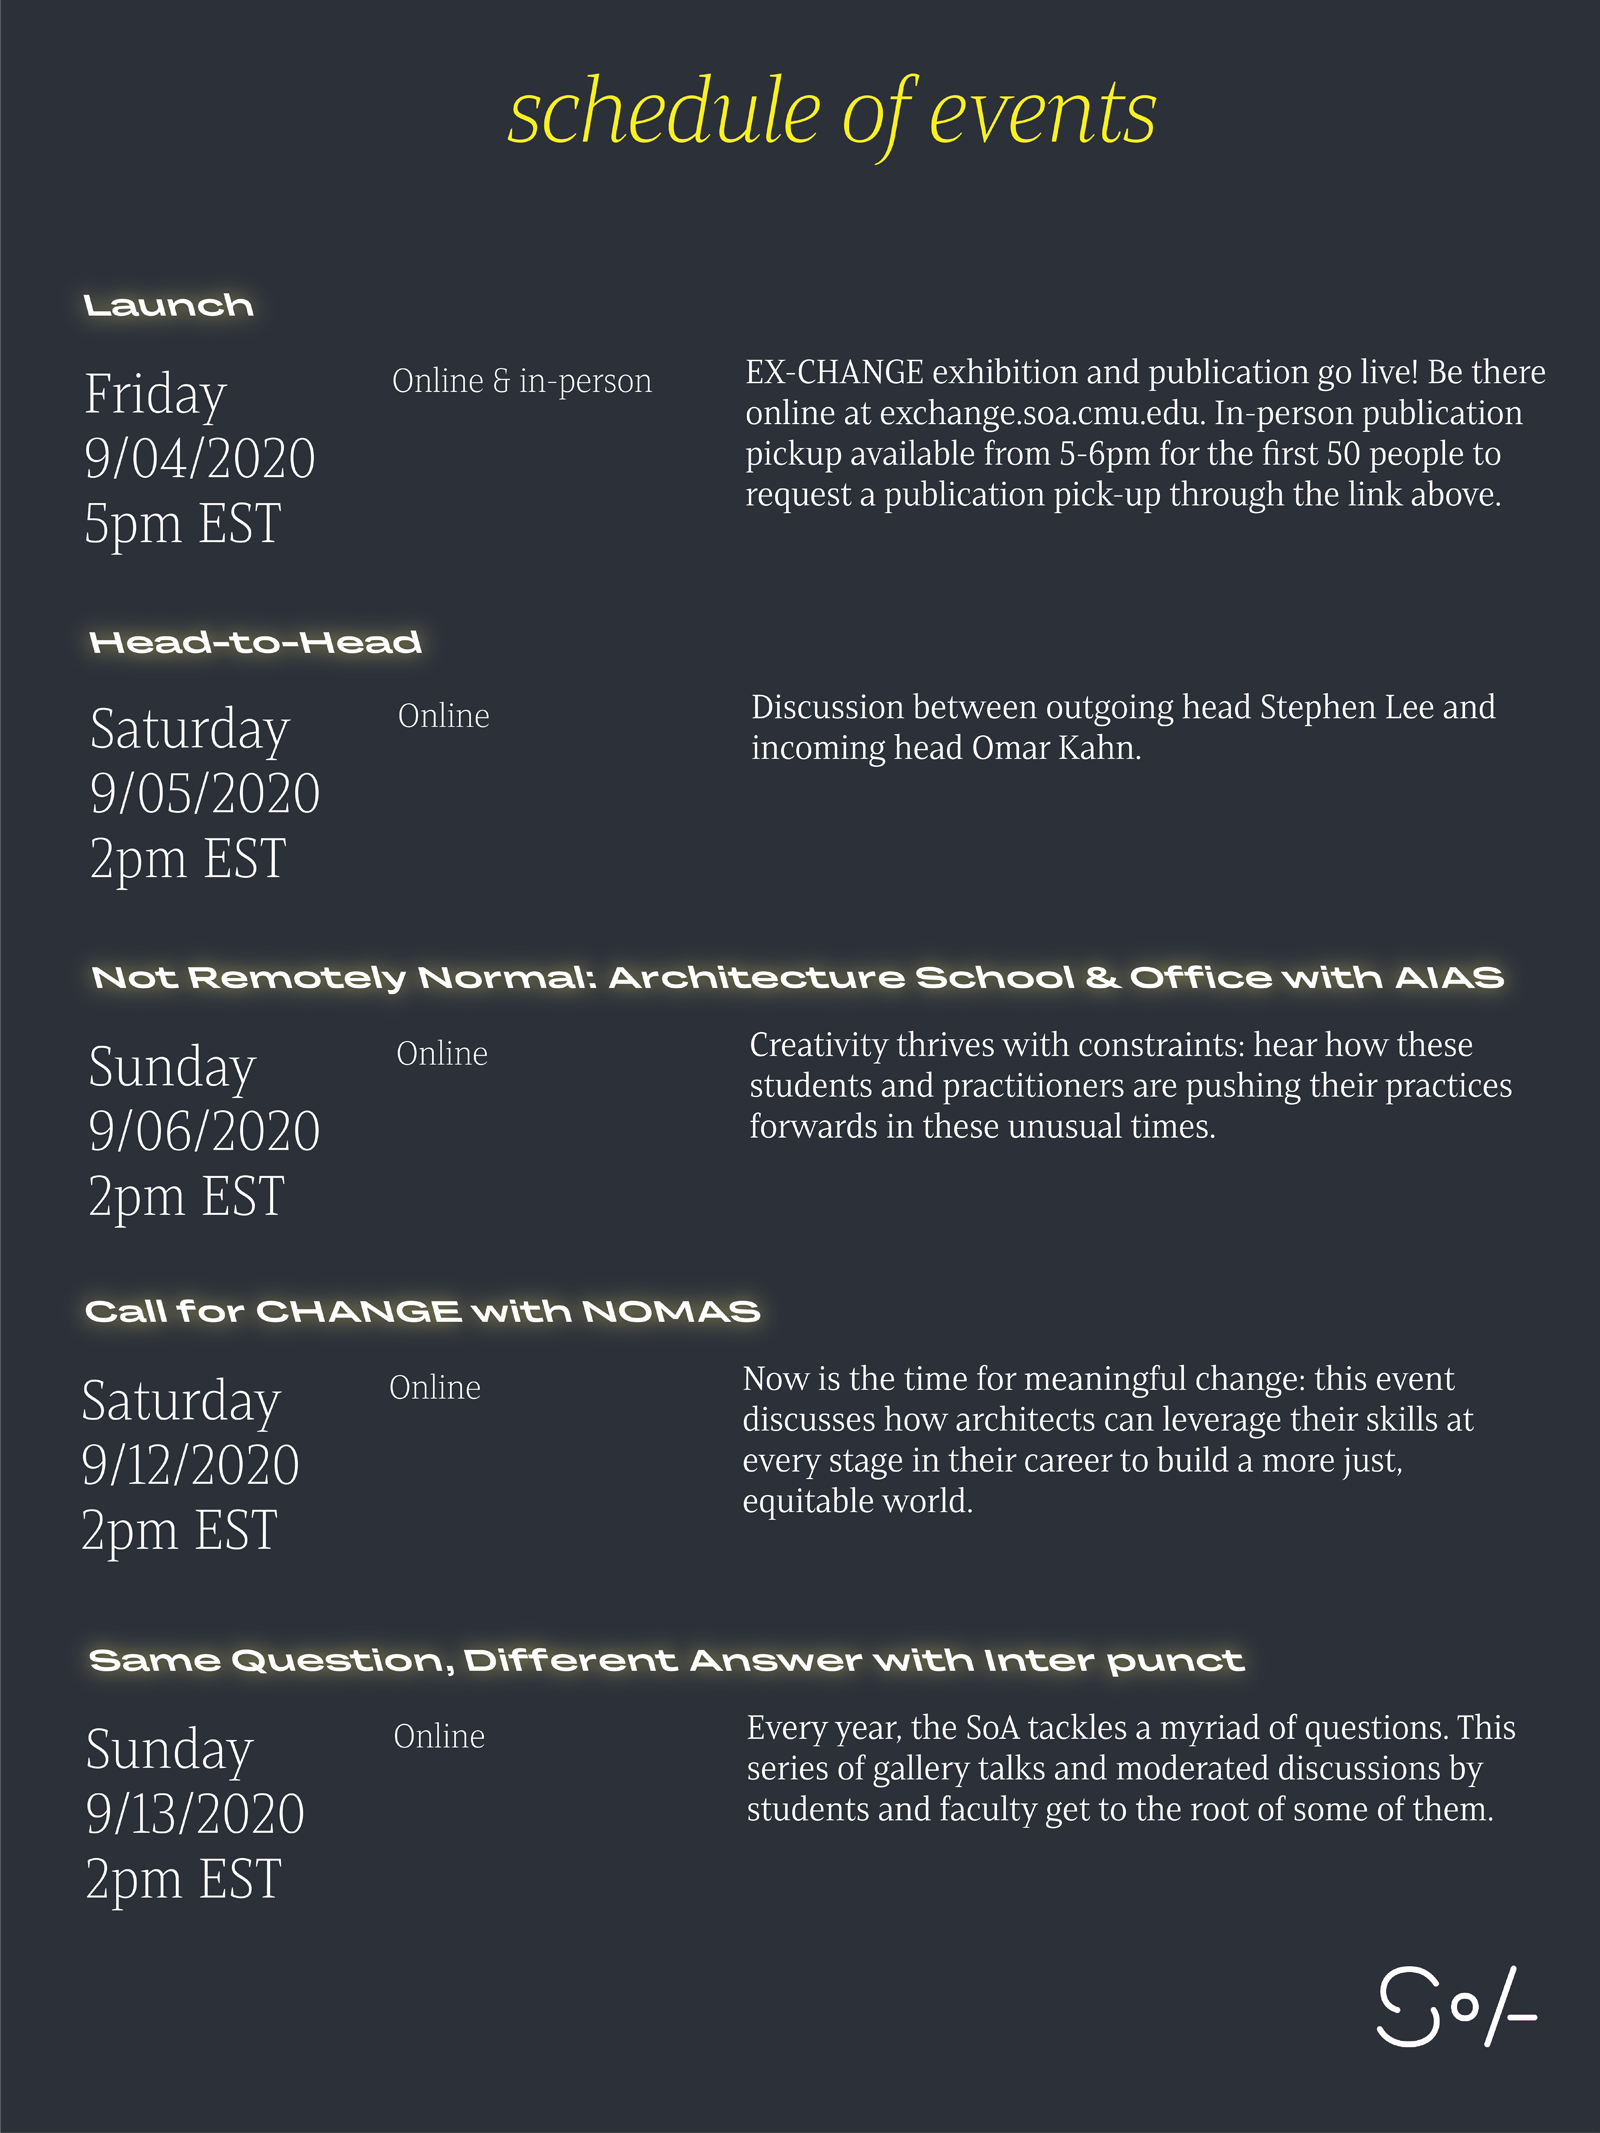 schedule of events
Launch
Friday
9/04/2020
5pm EST
Online & in-person
EX-CHANGE exhibition and publication go live! Be there
online at exchange.soa.cmu.edu. In-person publication
pickup available from 5-6pm for the first 50 people to
request a publication pick-up through the link above.
Head-to-Head
Saturday
9/05/2020
2pm EST
Online
Discussion between outgoing head Stephen Lee and
incoming head Omar Kahn.
Not Remotely Normal: Architecture School & Office with AIAS
Sunday
9/06/2020
2pm EST
Online
Creativity thrives with constraints: hear how these
students and practitioners are pushing their practices
forwards in these unusual times.
Call for CHANGE with NOMAS
Saturday
9/12/2020
2pm EST
Online
Now is the time for meaningful change: this event
discusses how architects can leverage their skills at
every stage in their career to build a more just,
equitable world.
Same Question, Different Answer with Inter punct
Sunday
9/13/2020
2pm EST
Online
Every year, the SoA tackles a myriad of questions. This
series of gallery talks and moderated discussions by
students and faculty get to the root of some of them.
SoA